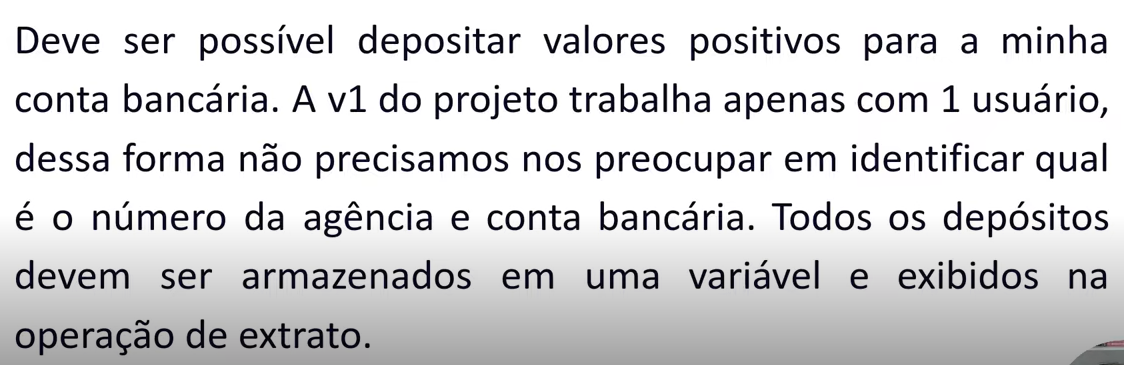 Deve ser possível depositar valores positivos para a minha
conta bancária. A v1 do projeto trabalha apenas com 1 usuário,
dessa forma não precisamos nos preocupar em identificar qual
é o número da agência e conta bancária. Todos os depósitos
devem ser armazenados em uma variável e exibidos na
operação de extrato.